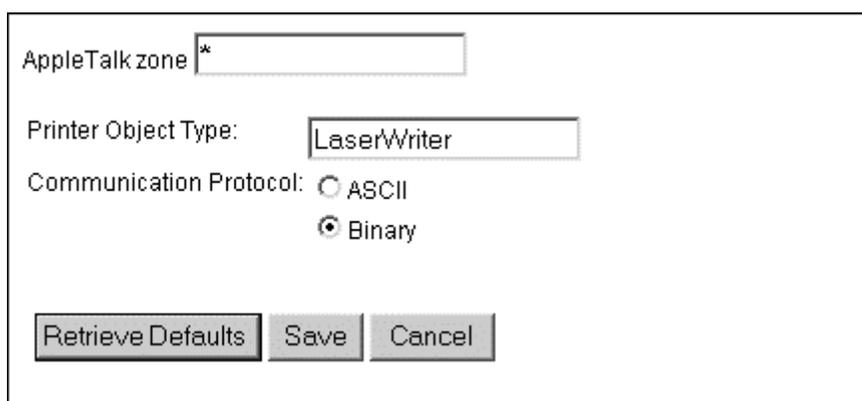 AppleTalk zone *
Printer Object Type: LaserWriter
Communication Protocol: ASCII
Binary
Retrieve Defaults Save Cancel